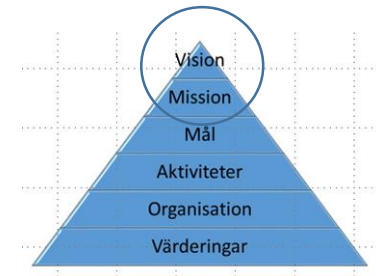 Vision
Mission
Mål
Aktiviteter
Organisation
Värderingar